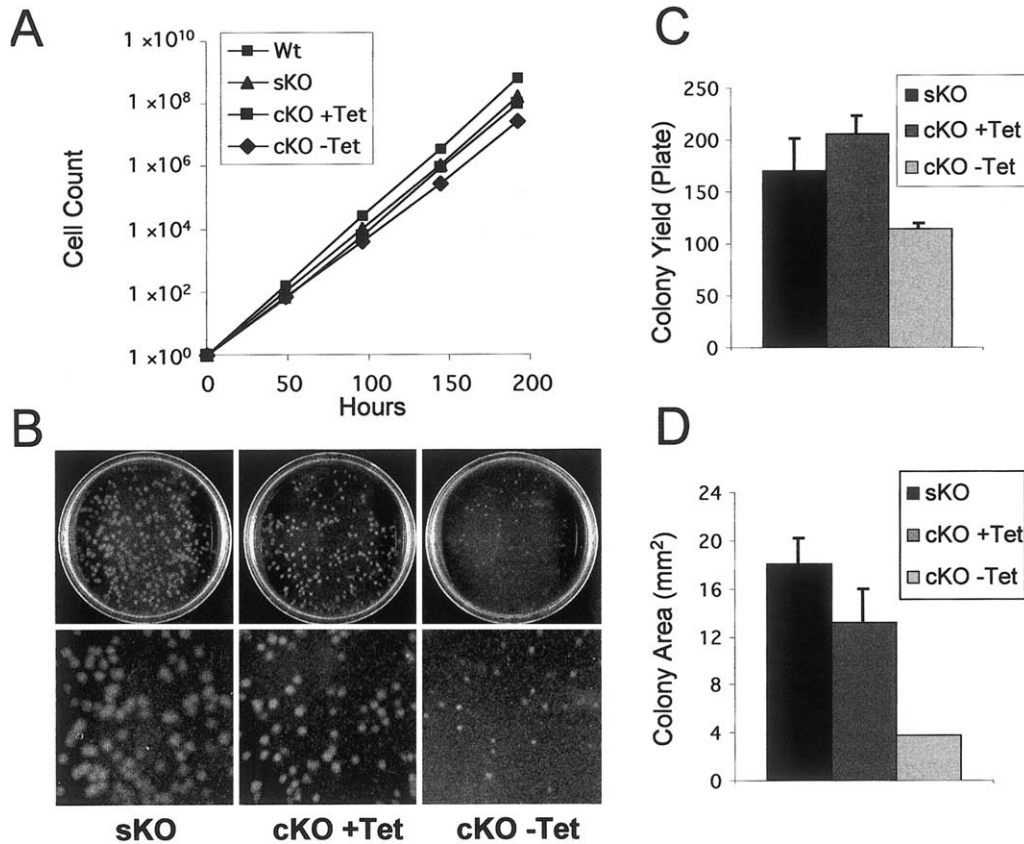 A
1 ×10¹⁰
1 ×10⁸
1 ×10⁶
1 ×10⁴
1 ×10²
1 ×10⁰
Cell Count
Wt
sKO
cKO +Tet
cKO -Tet
0 50 100 150 200
Hours
B
sKO cKO +Tet cKO -Tet
C
250
200
150
100
50
0
Colony Yield (Plate)
sKO
cKO +Tet
cKO -Tet
D
24
20
16
12
8
4
0
Colony Area (mm²)
sKO
cKO +Tet
cKO -Tet